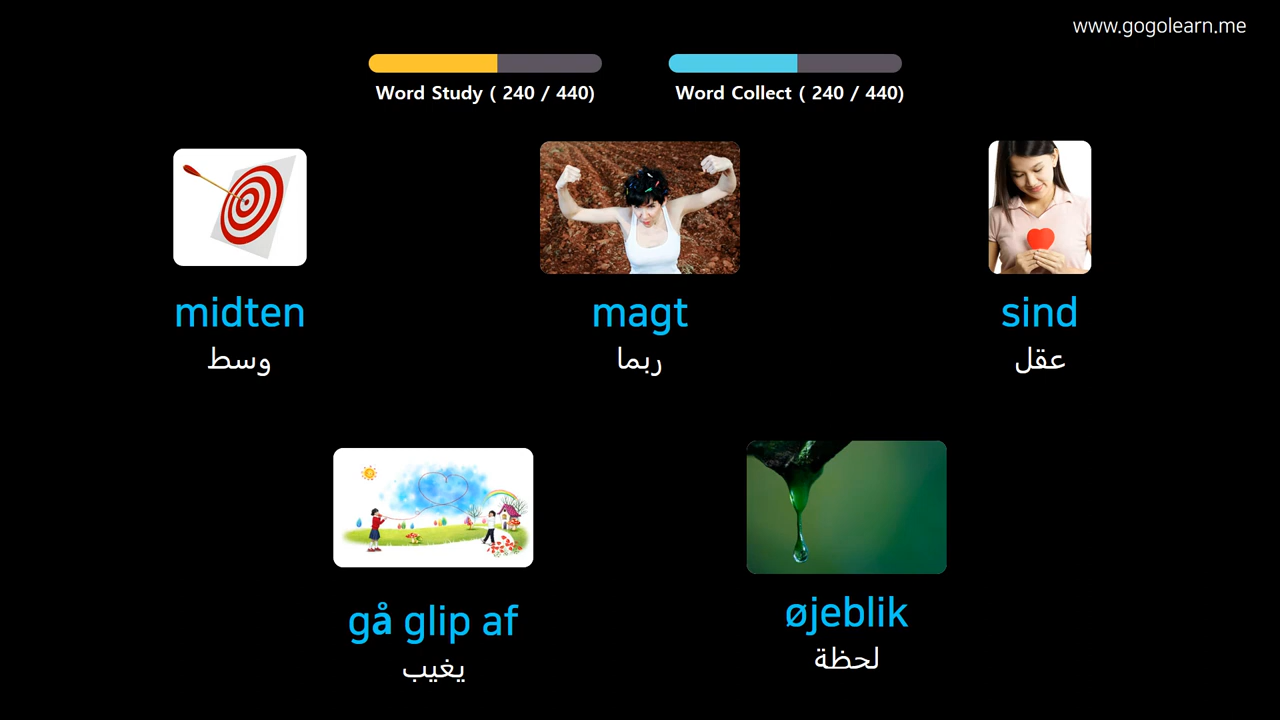 www.gogolearn.me
Word Study ( 240 / 440)
Word Collect ( 240 / 440)
midten
وسط
magt
ربما
sind
عقل
gå glip af
يغيب
øjeblik
لحظة